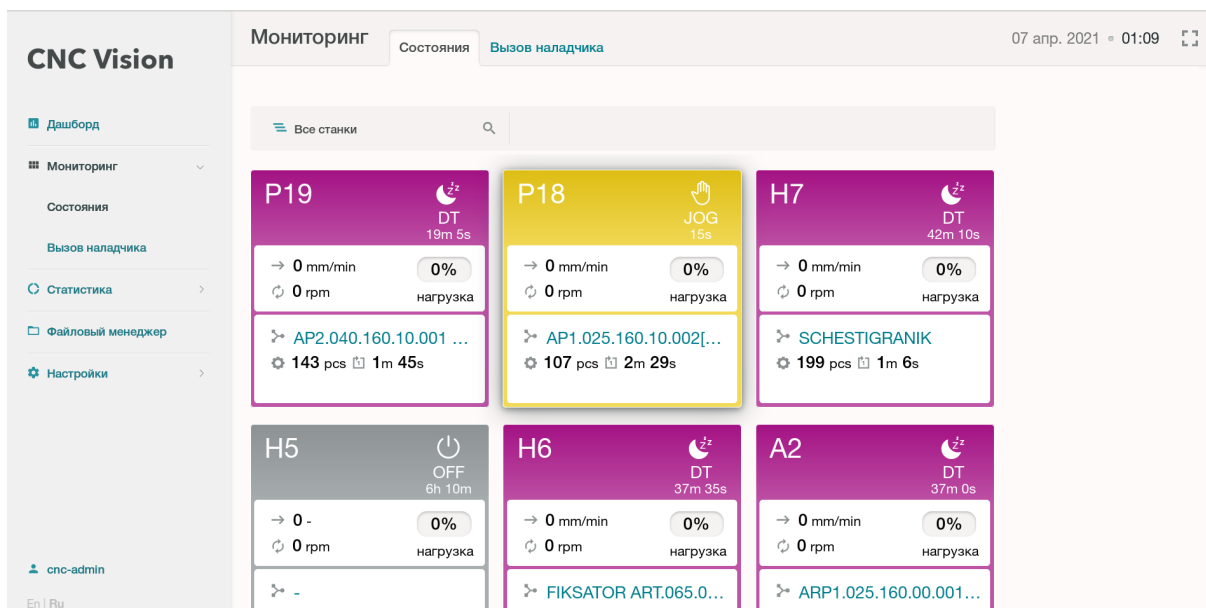 CNC Vision
Дашборд
Мониторинг
Состояния
Вызов наладчика
Статистика
Файловый менеджер
Настройки
cnc-admin
En | Ru
Мониторинг
Состояния
Вызов наладчика
07 апр. 2021
01:09
Все станки
P19
DT
19m 5s
0 mm/min
0%
0 rpm
нагрузка
AP2.040.160.10.001 ...
143 pcs 1m 45s
P18
JOG
15s
0 mm/min
0%
0 rpm
нагрузка
AP1.025.160.10.002[...
107 pcs 2m 29s
H7
DT
42m 10s
0 mm/min
0%
0 rpm
нагрузка
SCHESTIGRANIK
199 pcs 1m 6s
H5
OFF
6h 10m
0 -
0%
0 rpm
нагрузка
-
H6
DT
37m 35s
0 mm/min
0%
0 rpm
нагрузка
FIKSATOR ART.065.0...
A2
DT
37m 0s
0 mm/min
0%
0 rpm
нагрузка
ARP1.025.160.00.001...